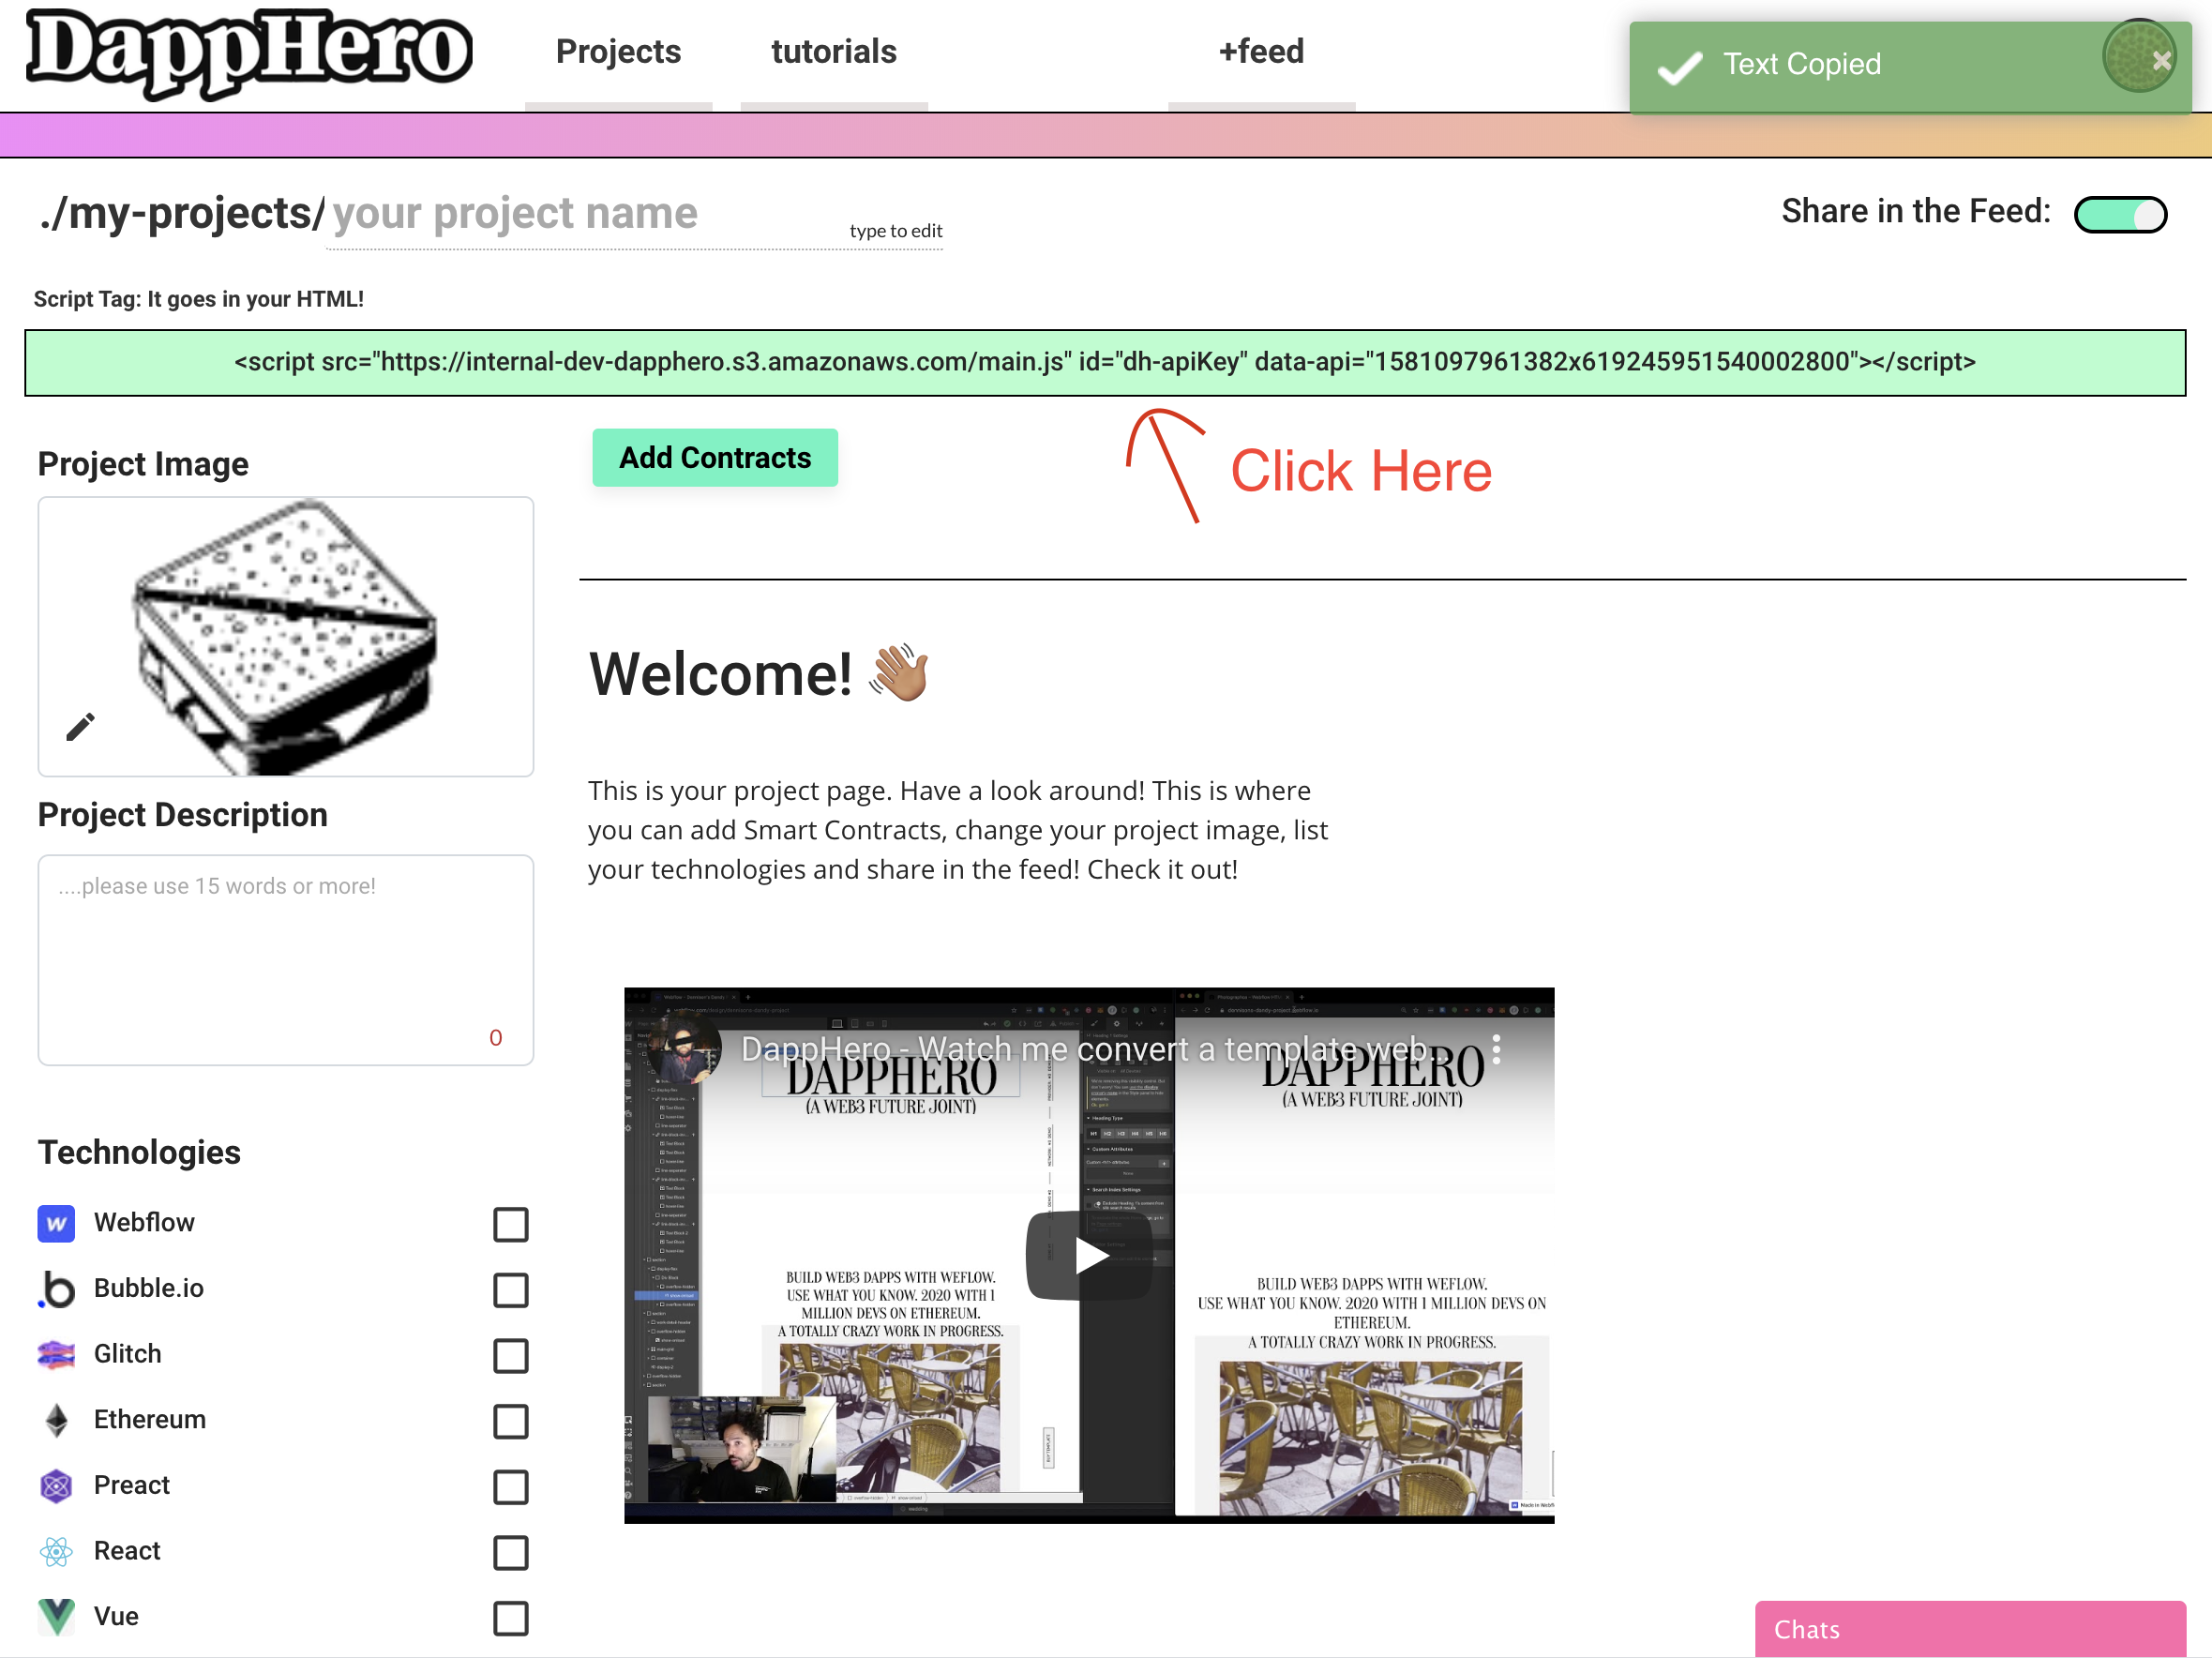 DappHero
Projects
tutorials
+feed
Text Copied
./my-projects/your project name
type to edit
Share in the Feed:
Script Tag: It goes in your HTML!
<script src="https://internal-dev-dapphero.s3.amazonaws.com/main.js" id="dh-apiKey" data-api="1581097961382x619245951540002800"></script>
Add Contracts
Click Here
Project Image
Welcome! 👋🏽
This is your project page. Have a look around! This is where
you can add Smart Contracts, change your project image, list
your technologies and share in the feed! Check it out!
Project Description
....please use 15 words or more!
0
DappHero - Watch me convert a template web...
DAPPHERO
(A WEB3 FUTURE JOINT)
BUILD WEB3 DAPPS WITH WEFLOW.
USE WHAT YOU KNOW. 2020 WITH 1
MILLION DEVS ON ETHEREUM.
A TOTALLY CRAZY WORK IN PROGRESS.
DAPPHERO
(A WEB3 FUTURE JOINT)
BUILD WEB3 DAPPS WITH WEFLOW.
USE WHAT YOU KNOW. 2020 WITH 1 MILLION DEVS ON
ETHEREUM.
A TOTALLY CRAZY WORK IN PROGRESS.
Technologies
Webflow
Bubble.io
Glitch
Ethereum
Preact
React
Vue
Chats